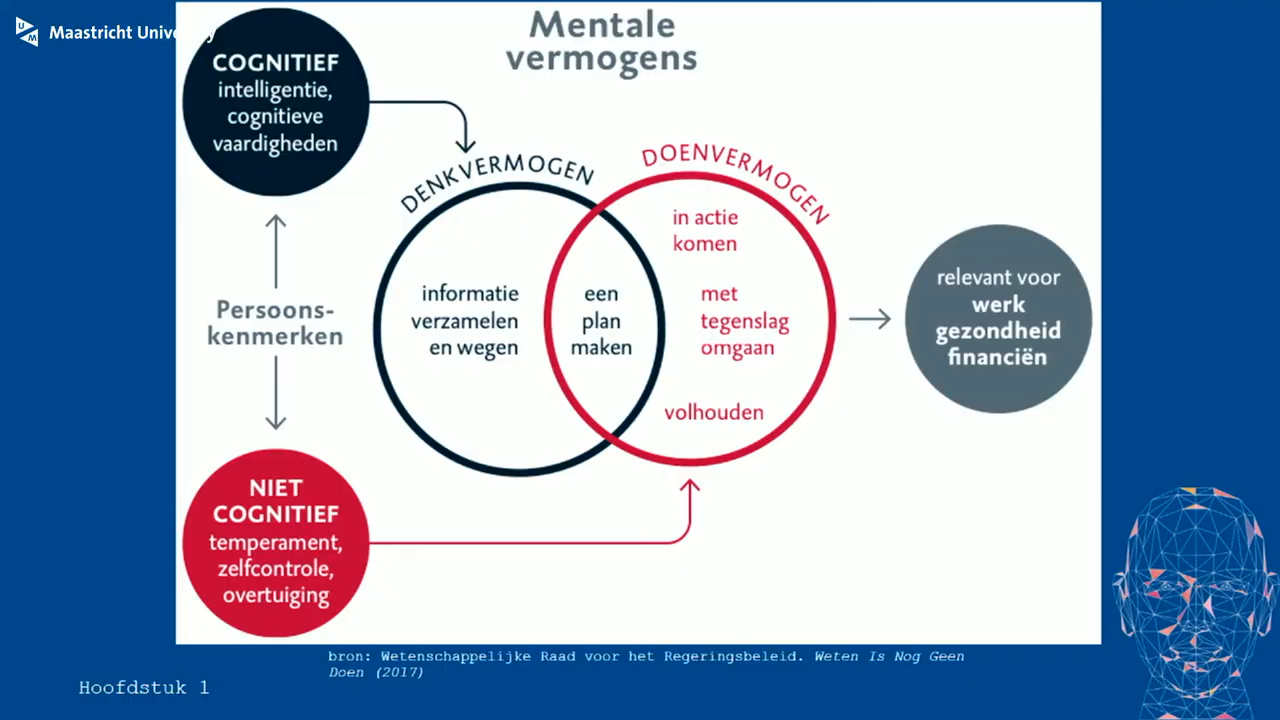 Maastricht University
Mentale
vermogens
COGNITIEF
intelligentie,
cognitieve
vaardigheden
DENKVERMOGEN
DOENVERMOGEN
in actie
komen
informatie
verzamelen
en wegen
een
plan
maken
met
tegenslag
omgaan
volhouden
Persoons-
kenmerken
relevant voor
werk
gezondheid
financiën
NIET
COGNITIEF
temperament,
zelfcontrole,
overtuiging
bron: Wetenschappelijke Raad voor het Regeringsbeleid. Weten Is Nog Geen
Doen (2017)
Hoofdstuk 1